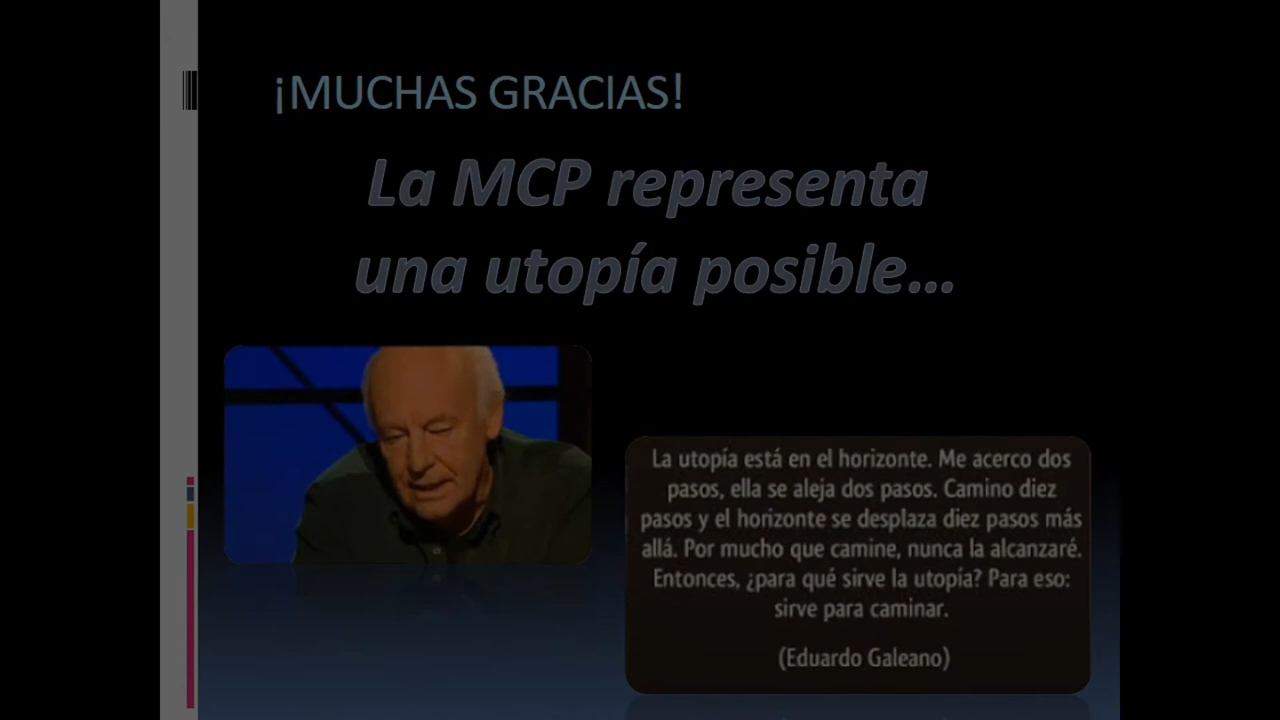 ¡MUCHAS GRACIAS!
La MCP representa
una utopía posible...
La utopía está en el horizonte. Me acerco dos
pasos, ella se aleja dos pasos. Camino diez
pasos y el horizonte se desplaza diez pasos más
allá. Por mucho que camine, nunca la alcanzaré.
Entonces, ¿para qué sirve la utopía? Para eso:
sirve para caminar.
(Eduardo Galeano)